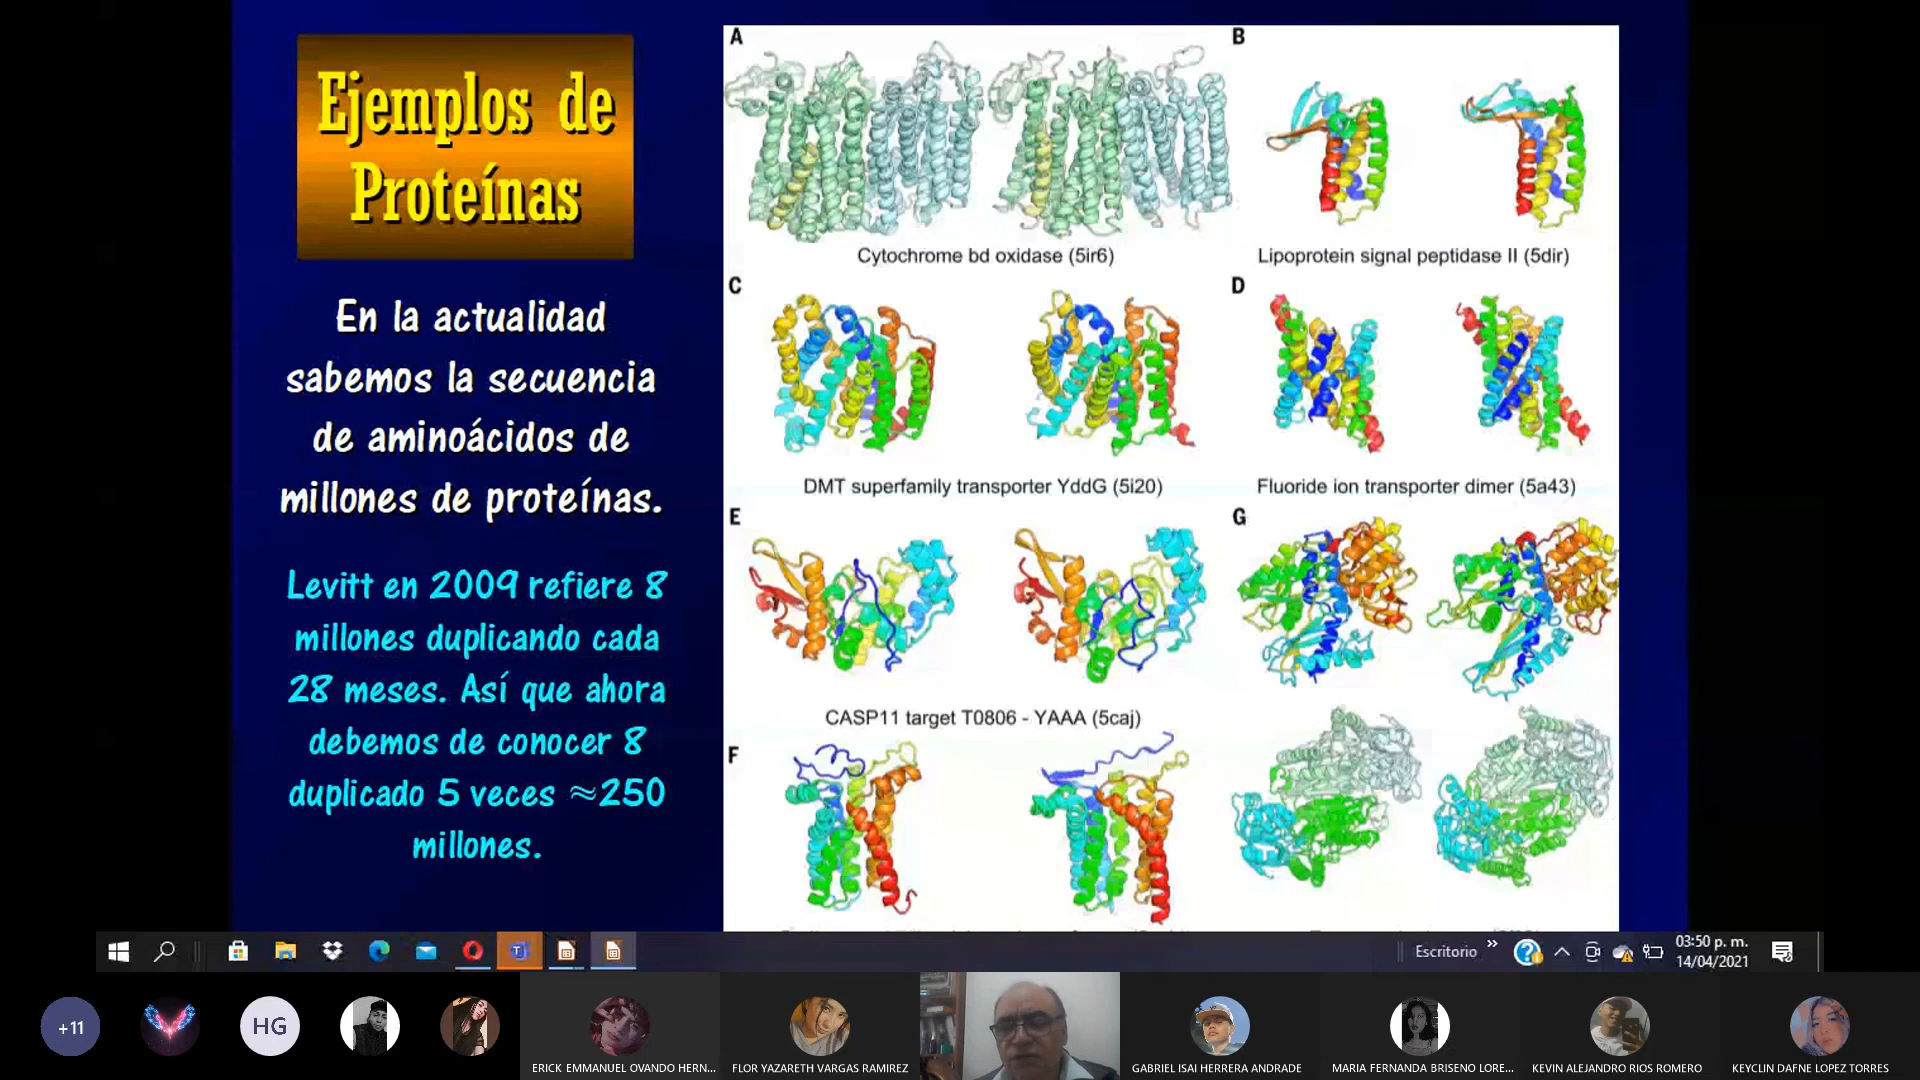 Ejemplos de
Proteínas
En la actualidad
sabemos la secuencia
de aminoácidos de
millones de proteínas.
Levitt en 2009 refiere 8
millones duplicando cada
28 meses. Así que ahora
debemos de conocer 8
duplicado 5 veces ≈250
millones.
A
B
Cytochrome bd oxidase (5ir6)
Lipoprotein signal peptidase II (5dir)
C
D
DMT superfamily transporter YddG (5i20)
Fluoride ion transporter dimer (5a43)
E
G
CASP11 target T0806 - YAAA (5caj)
F
Escritorio
»
03:50 p. m.
14/04/2021
+11
HG
ERICK EMMANUEL OVANDO HERN...
FLOR YAZARETH VARGAS RAMIREZ
GABRIEL ISAI HERRERA ANDRADE
MARIA FERNANDA BRISENO LORE...
KEVIN ALEJANDRO RIOS ROMERO
KEYCLIN DAFNE LOPEZ TORRES